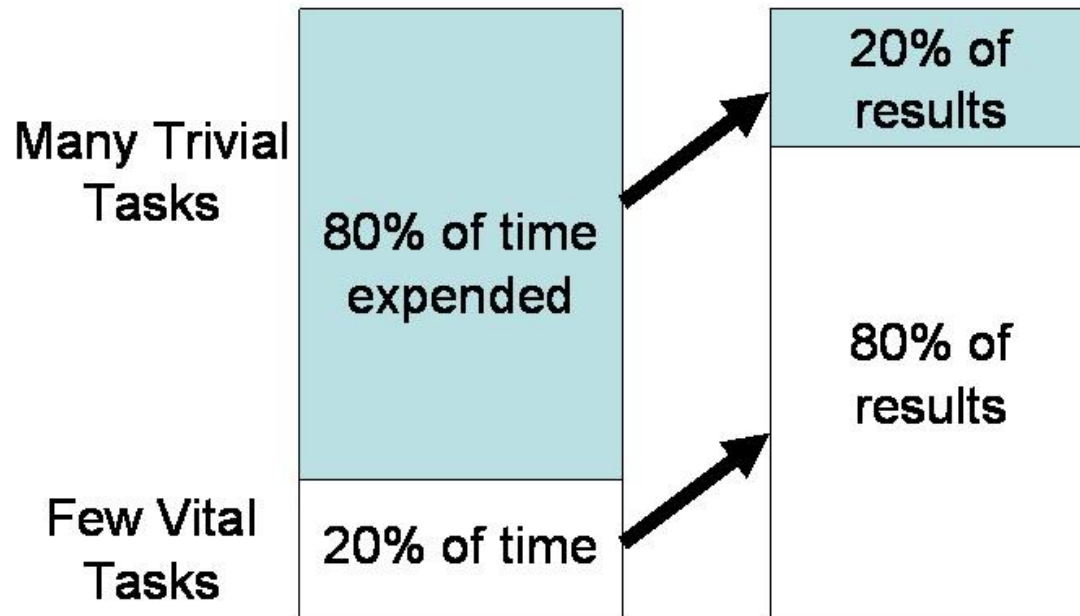 Many Trivial
Tasks
80% of time
expended
20% of
results
Few Vital
Tasks
20% of time
80% of
results